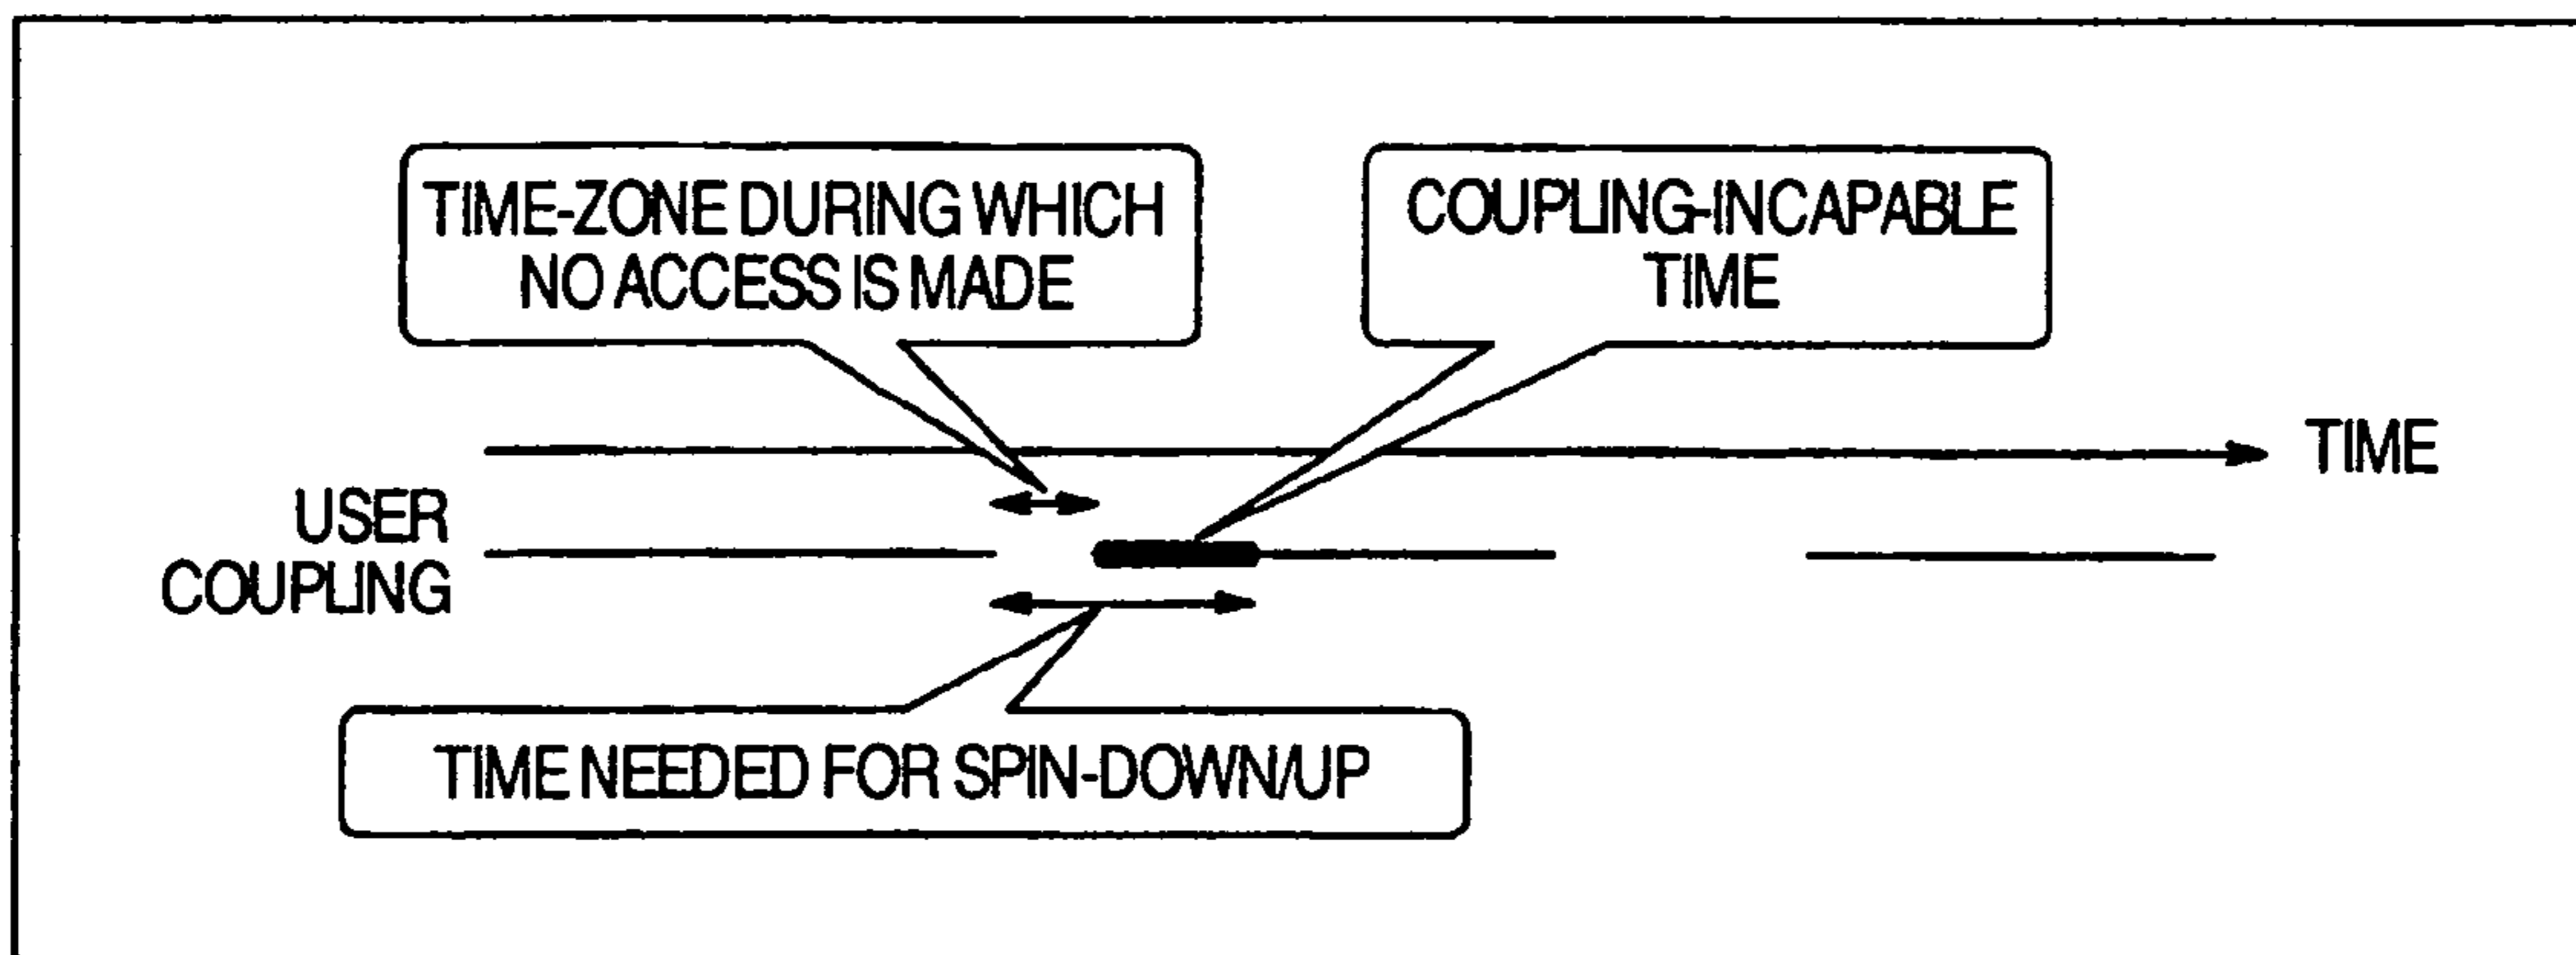 TIME-ZONE DURING WHICH
NO ACCESS IS MADE
COUPLING-INCAPABLE
TIME
TIME
USER
COUPLING
TIME NEEDED FOR SPIN-DOWN/UP